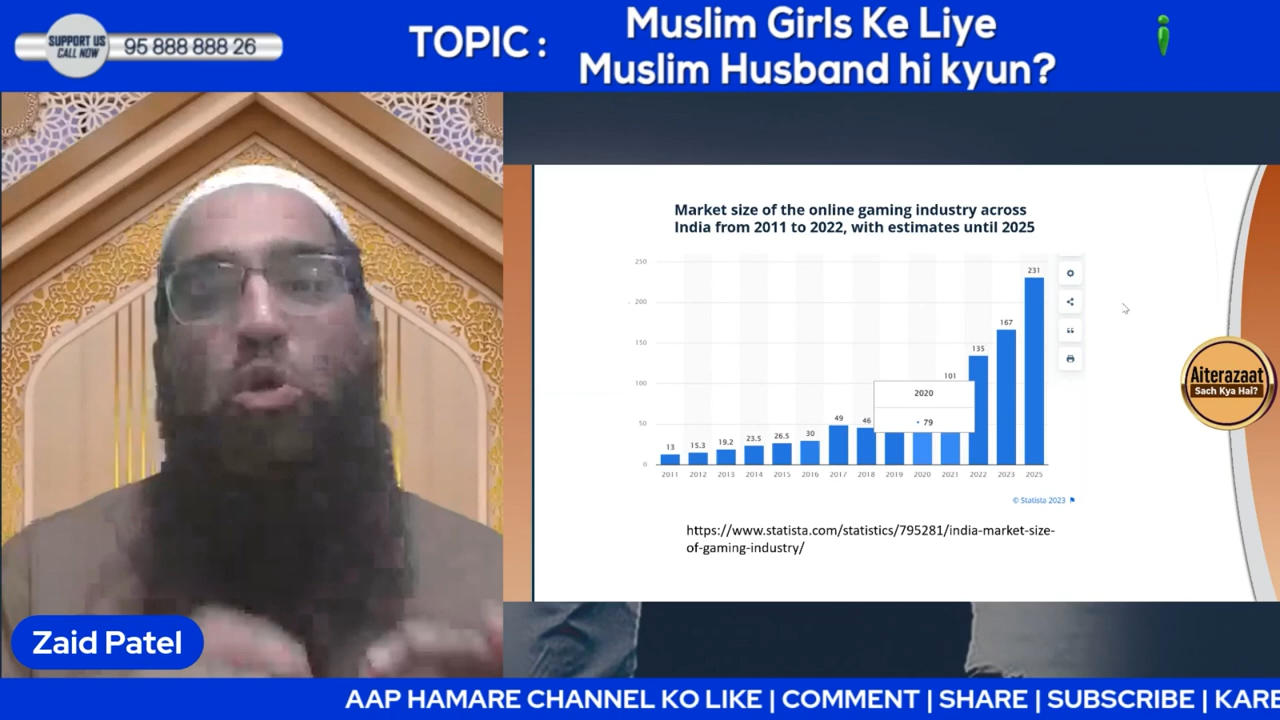 SUPPORT US
CALL NOW
95 888 888 26
TOPIC :
Muslim Girls Ke Liye
Muslim Husband hi kyun?
Market size of the online gaming industry across
India from 2011 to 2022, with estimates until 2025
250
200
150
100
50
0
13
15.3
19.2
23.5
26.5
30
49
46
101
135
167
231
2020
79
2011 2012 2013 2014 2015 2016 2017 2018 2019 2020 2021 2022 2023 2025
© Statista 2023
https://www.statista.com/statistics/795281/india-market-size-
of-gaming-industry/
Aiterazaat
Sach Kya Hai?
Zaid Patel
AAP HAMARE CHANNEL KO LIKE | COMMENT | SHARE | SUBSCRIBE | KARE